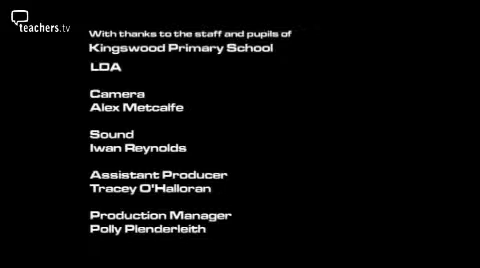 teachers.tv
With thanks to the staff and pupils of
Kingswood Primary School
LDA
Camera
Alex Metcalfe
Sound
Iwan Reynolds
Assistant Producer
Tracey O'Halloran
Production Manager
Polly Plenderleith